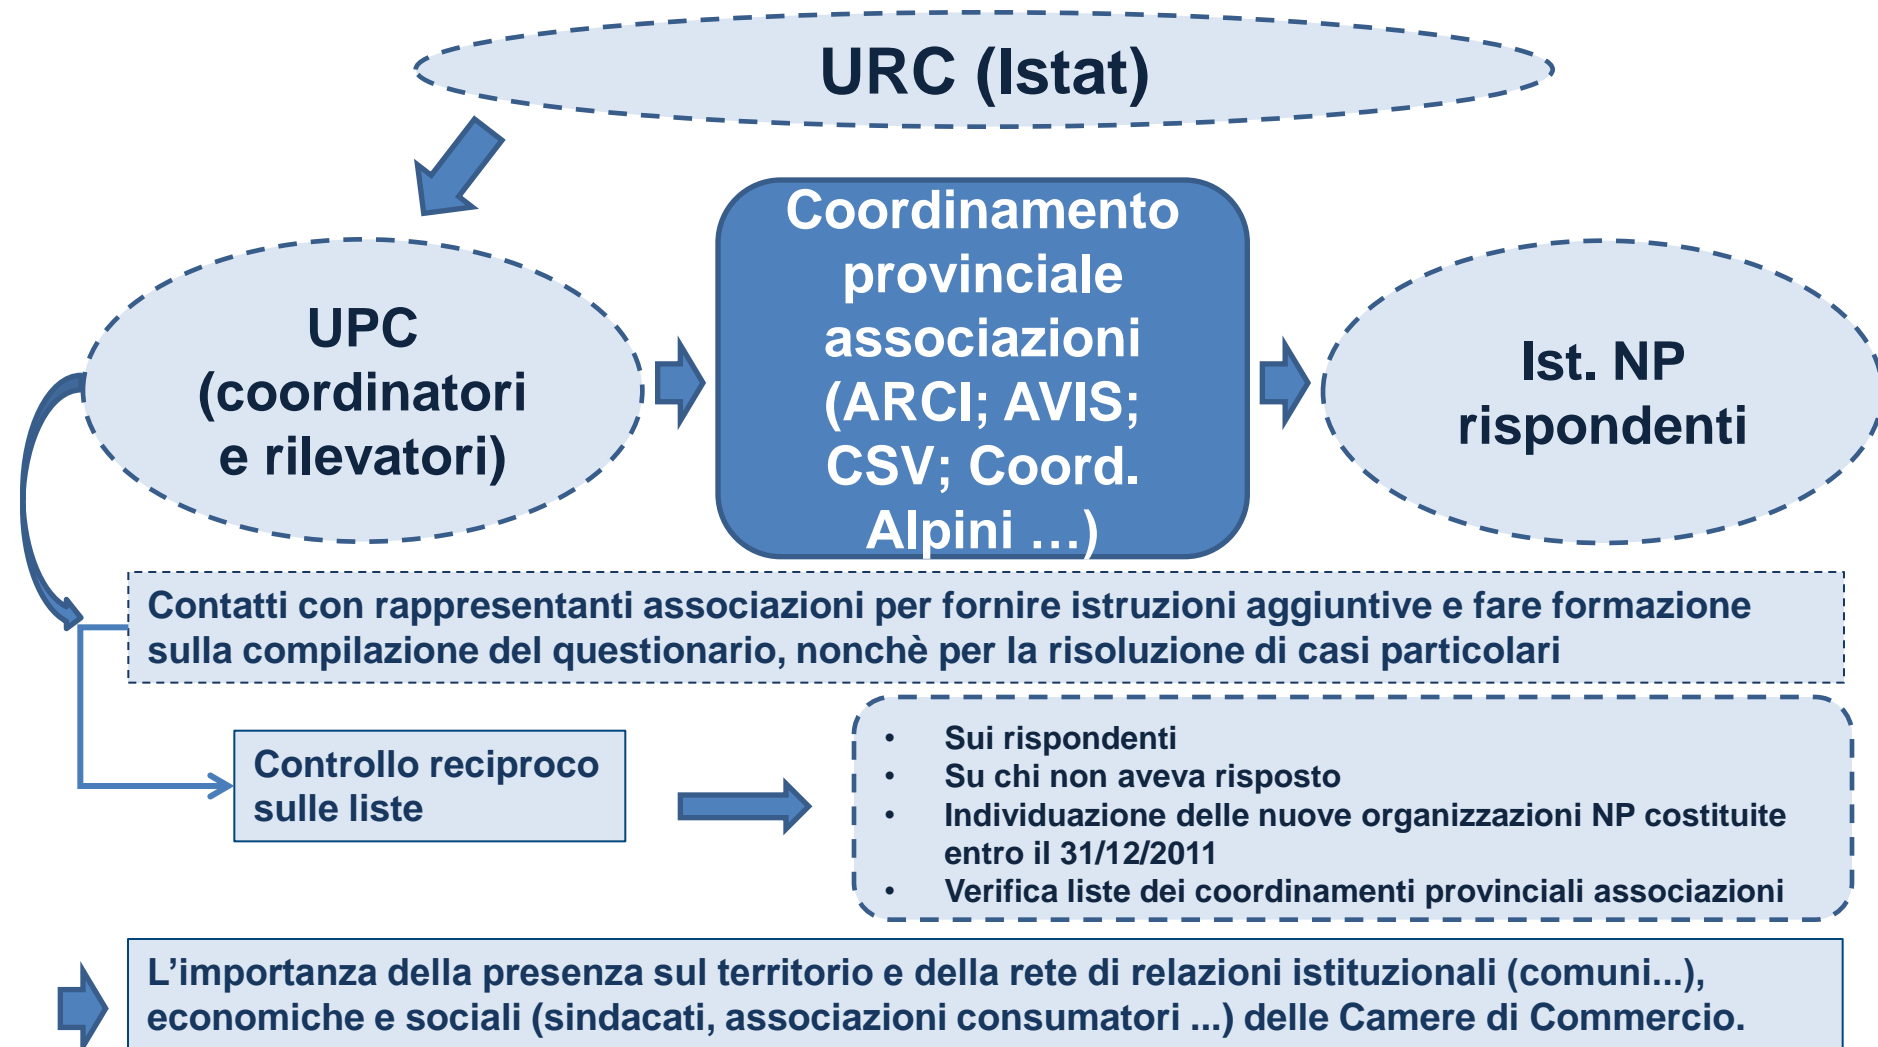 URC (Istat)
UPC
(coordinatori
e rilevatori)
Coordinamento
provinciale
associazioni
(ARCI; AVIS;
CSV; Coord.
Alpini …)
Ist. NP
rispondenti
Contatti con rappresentanti associazioni per fornire istruzioni aggiuntive e fare formazione
sulla compilazione del questionario, nonchè per la risoluzione di casi particolari
Controllo reciproco
sulle liste
• Sui rispondenti
• Su chi non aveva risposto
• Individuazione delle nuove organizzazioni NP costituite
entro il 31/12/2011
• Verifica liste dei coordinamenti provinciali associazioni
L’importanza della presenza sul territorio e della rete di relazioni istituzionali (comuni...),
economiche e sociali (sindacati, associazioni consumatori ...) delle Camere di Commercio.